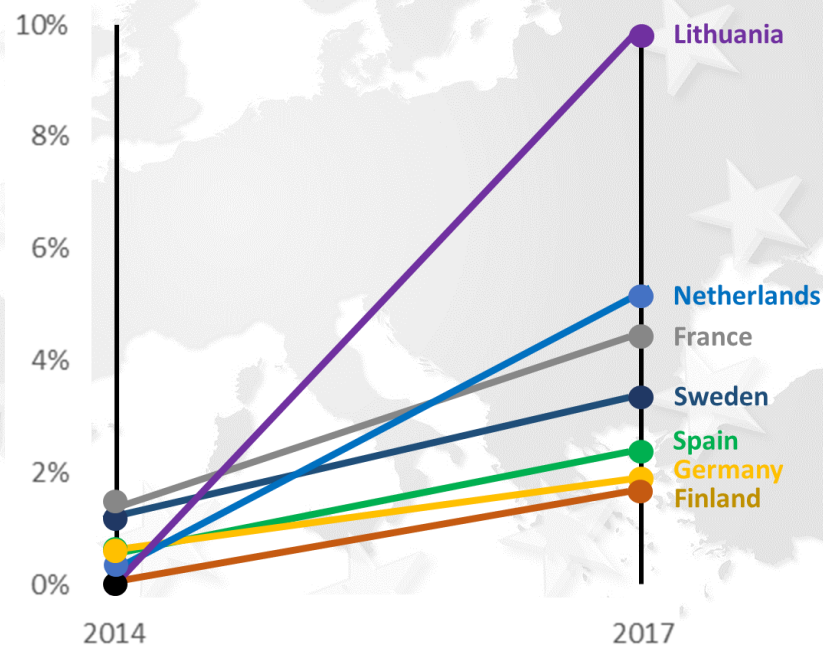 10%
Lithuania
8%
6%
Netherlands
France
4%
Sweden
Spain
2%
Germany
Finland
0%
2014
2017